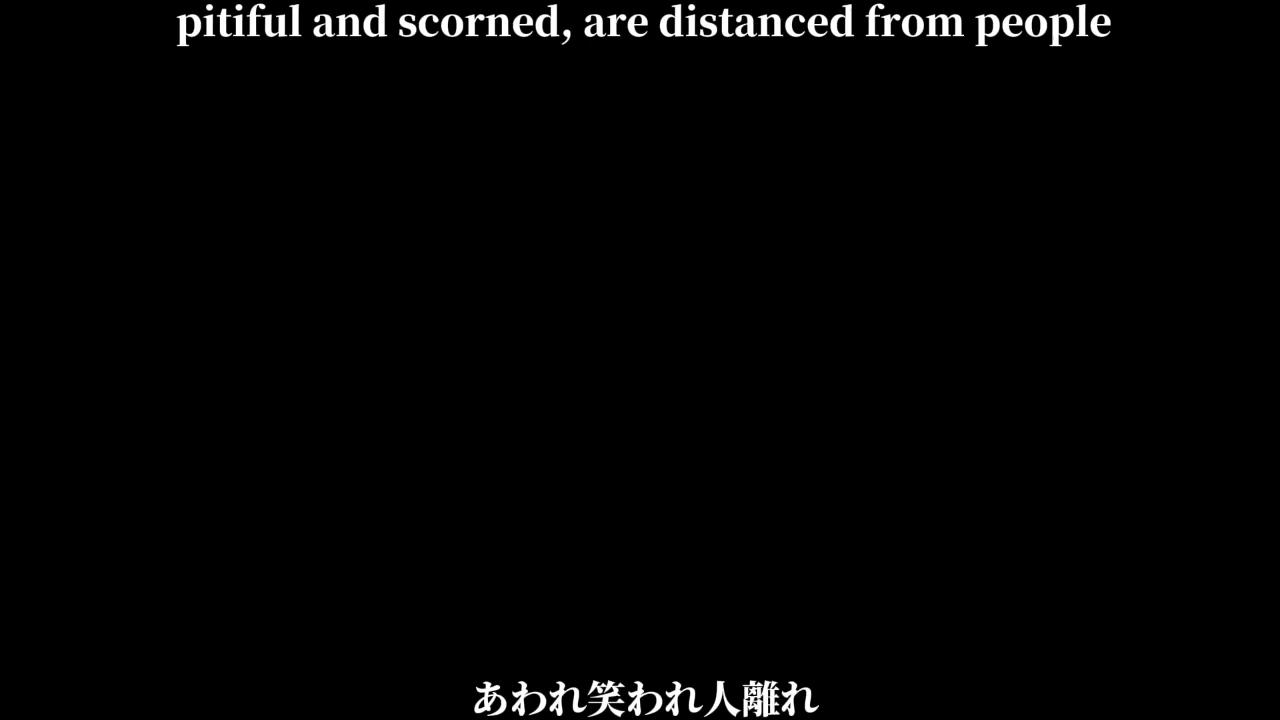 pitiful and scorned, are distanced from people
あわれ笑われ人離れ